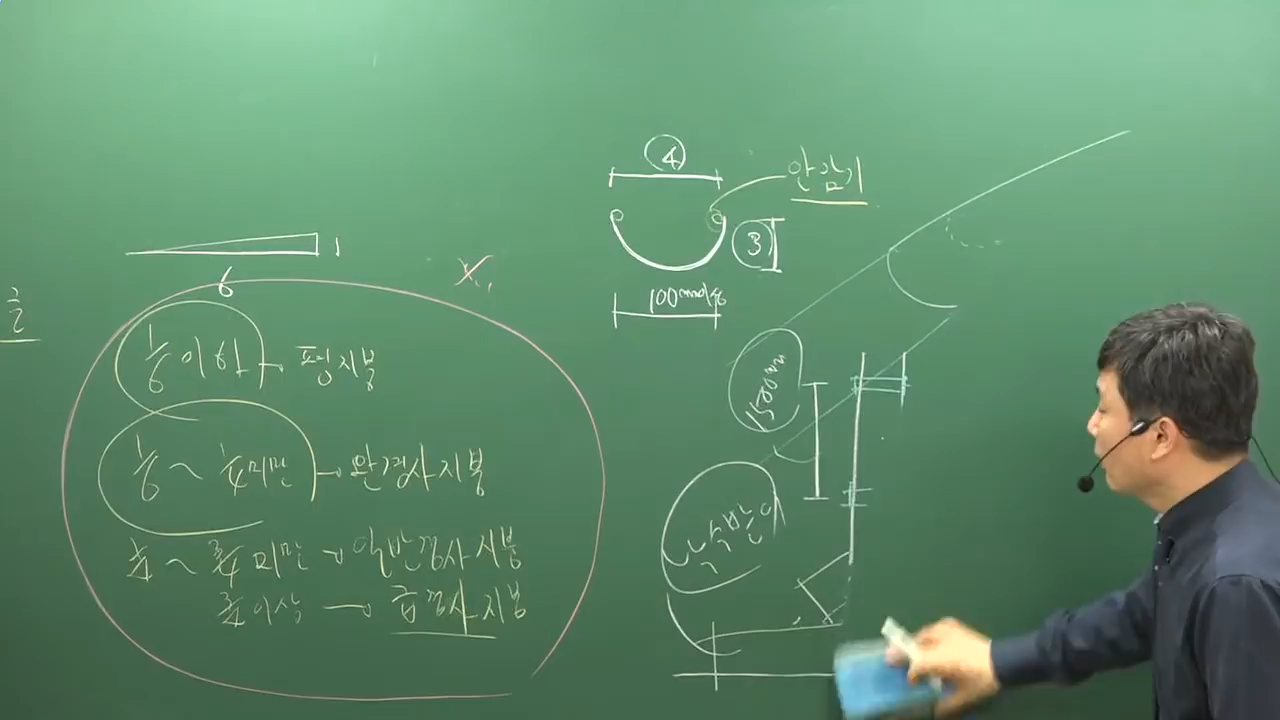 ④
안감기
③
100mm이상
1
6
1/2
1/6 이하 → 평지붕
1/6 ~ 1/4미만 → 완경사지붕
1/4 ~ 3/4 미만 → 일반경사지붕
3/4 이상 → 급경사지붕
1500mm
낙수받이